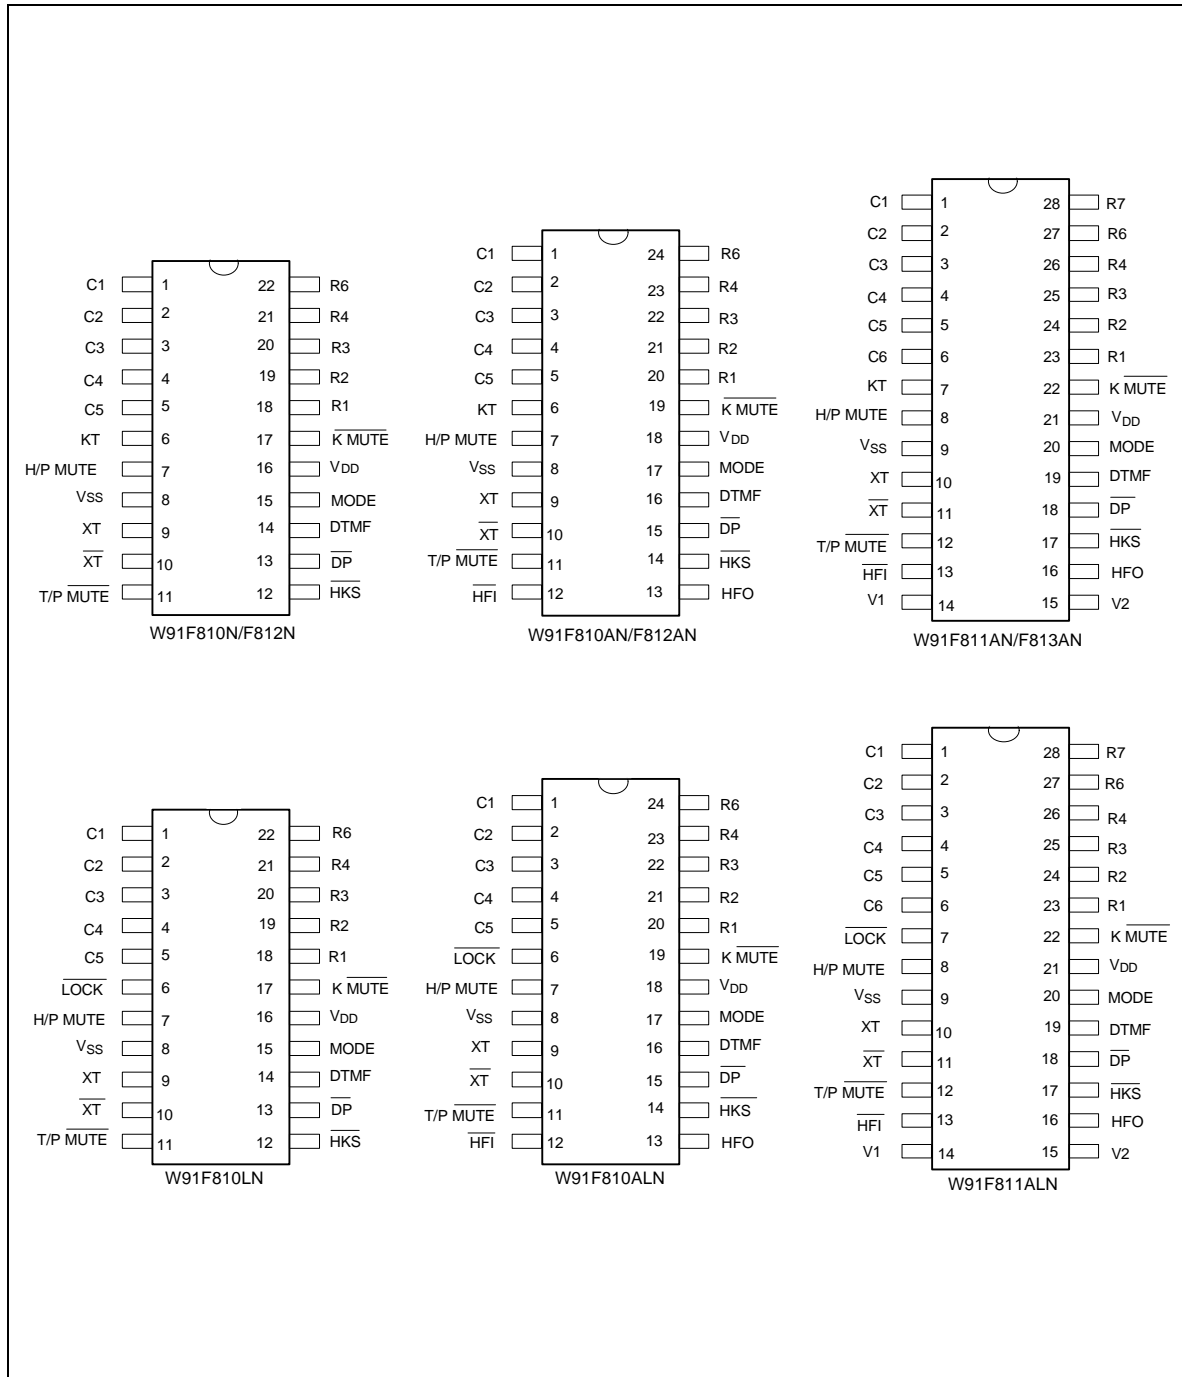 C1 1 22 R6
C2 2 21 R4
C3 3 20 R3
C4 4 19 R2
C5 5 18 R1
KT 6 17 K MUTE
H/P MUTE 7 16 VDD
VSS 8 15 MODE
XT 9 14 DTMF
XT 10 13 DP
T/P MUTE 11 12 HKS
W91F810N/F812N
C1 1 24 R6
C2 2 23 R4
C3 3 22 R3
C4 4 21 R2
C5 5 20 R1
KT 6 19 K MUTE
H/P MUTE 7 18 VDD
VSS 8 17 MODE
XT 9 16 DTMF
XT 10 15 DP
T/P MUTE 11 14 HKS
HFI 12 13 HFO
W91F810AN/F812AN
C1 1 28 R7
C2 2 27 R6
C3 3 26 R4
C4 4 25 R3
C5 5 24 R2
C6 6 23 R1
KT 7 22 K MUTE
H/P MUTE 8 21 VDD
VSS 9 20 MODE
XT 10 19 DTMF
XT 11 18 DP
T/P MUTE 12 17 HKS
HFI 13 16 HFO
V1 14 15 V2
W91F811AN/F813AN
C1 1 22 R6
C2 2 21 R4
C3 3 20 R3
C4 4 19 R2
C5 5 18 R1
LOCK 6 17 K MUTE
H/P MUTE 7 16 VDD
VSS 8 15 MODE
XT 9 14 DTMF
XT 10 13 DP
T/P MUTE 11 12 HKS
W91F810LN
C1 1 24 R6
C2 2 23 R4
C3 3 22 R3
C4 4 21 R2
C5 5 20 R1
LOCK 6 19 K MUTE
H/P MUTE 7 18 VDD
VSS 8 17 MODE
XT 9 16 DTMF
XT 10 15 DP
T/P MUTE 11 14 HKS
HFI 12 13 HFO
W91F810ALN
C1 1 28 R7
C2 2 27 R6
C3 3 26 R4
C4 4 25 R3
C5 5 24 R2
C6 6 23 R1
LOCK 7 22 K MUTE
H/P MUTE 8 21 VDD
VSS 9 20 MODE
XT 10 19 DTMF
XT 11 18 DP
T/P MUTE 12 17 HKS
HFI 13 16 HFO
V1 14 15 V2
W91F811ALN